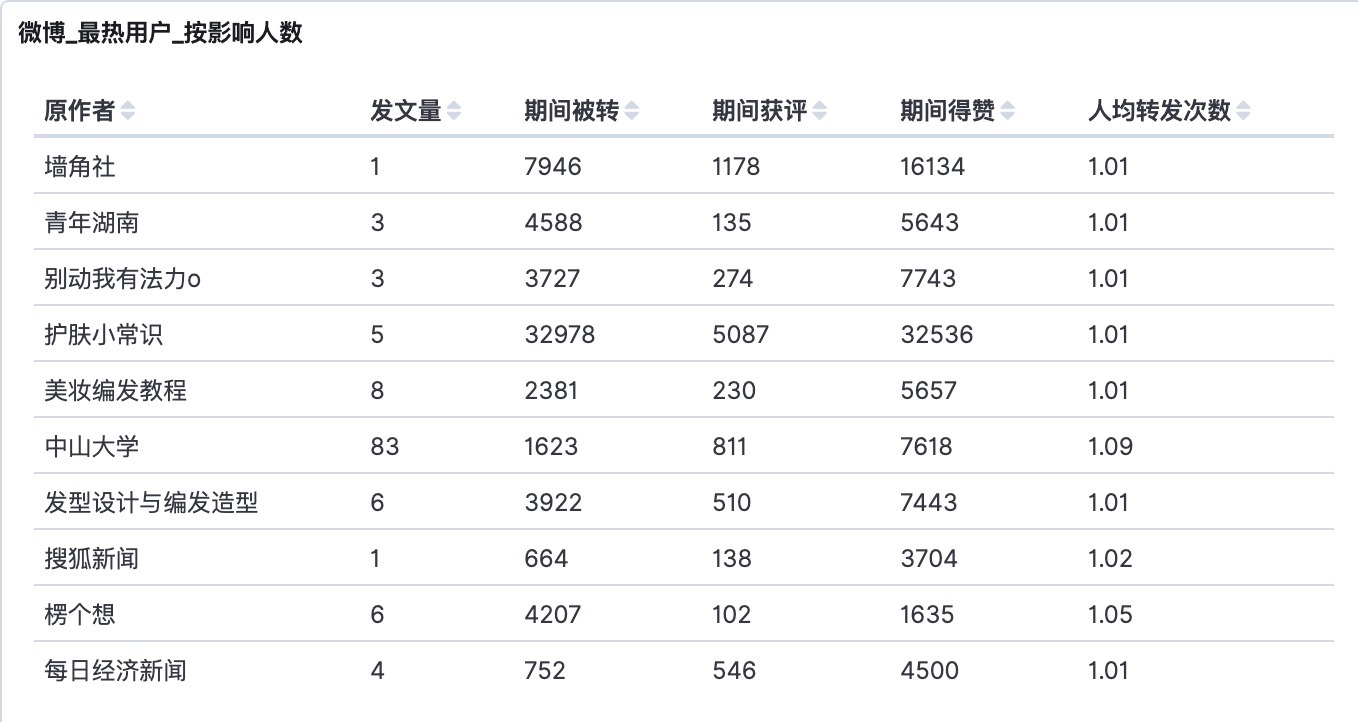 微博_最热用户_按影响人数
原作者 发文量 期间被转 期间获评 期间得赞 人均转发次数
墙角社 1 7946 1178 16134 1.01
青年湖南 3 4588 135 5643 1.01
别动我有法力o 3 3727 274 7743 1.01
护肤小常识 5 32978 5087 32536 1.01
美妆编发教程 8 2381 230 5657 1.01
中山大学 83 1623 811 7618 1.09
发型设计与编发造型 6 3922 510 7443 1.01
搜狐新闻 1 664 138 3704 1.02
楞个想 6 4207 102 1635 1.05
每日经济新闻 4 752 546 4500 1.01